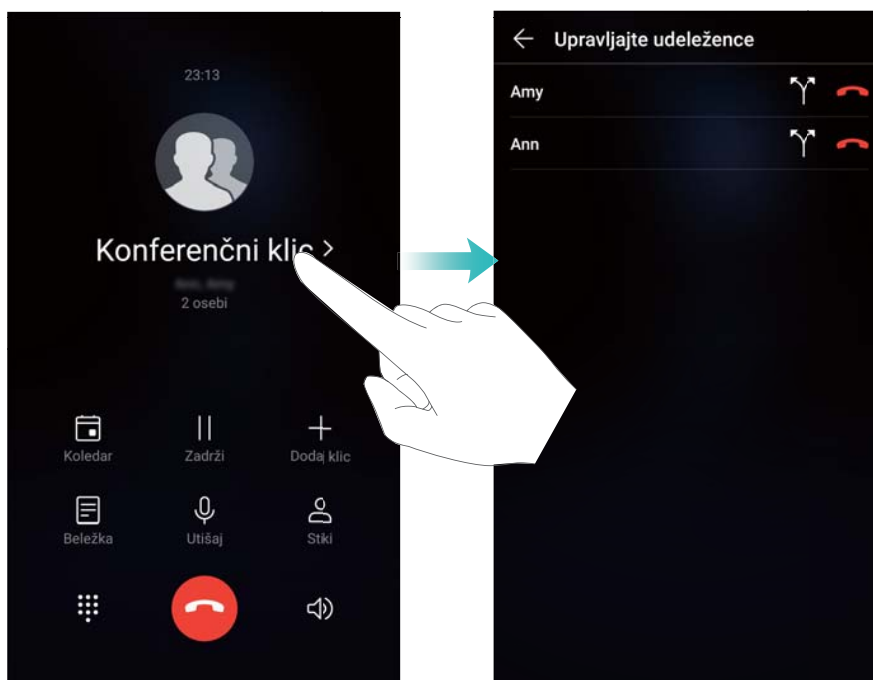 23:13
Konferenčni klic >
2 osebi
Koledar
Zadrži
Dodaj klic
Beležka
Utišaj
Stiki
Upravljajte udeležence
Amy
Ann